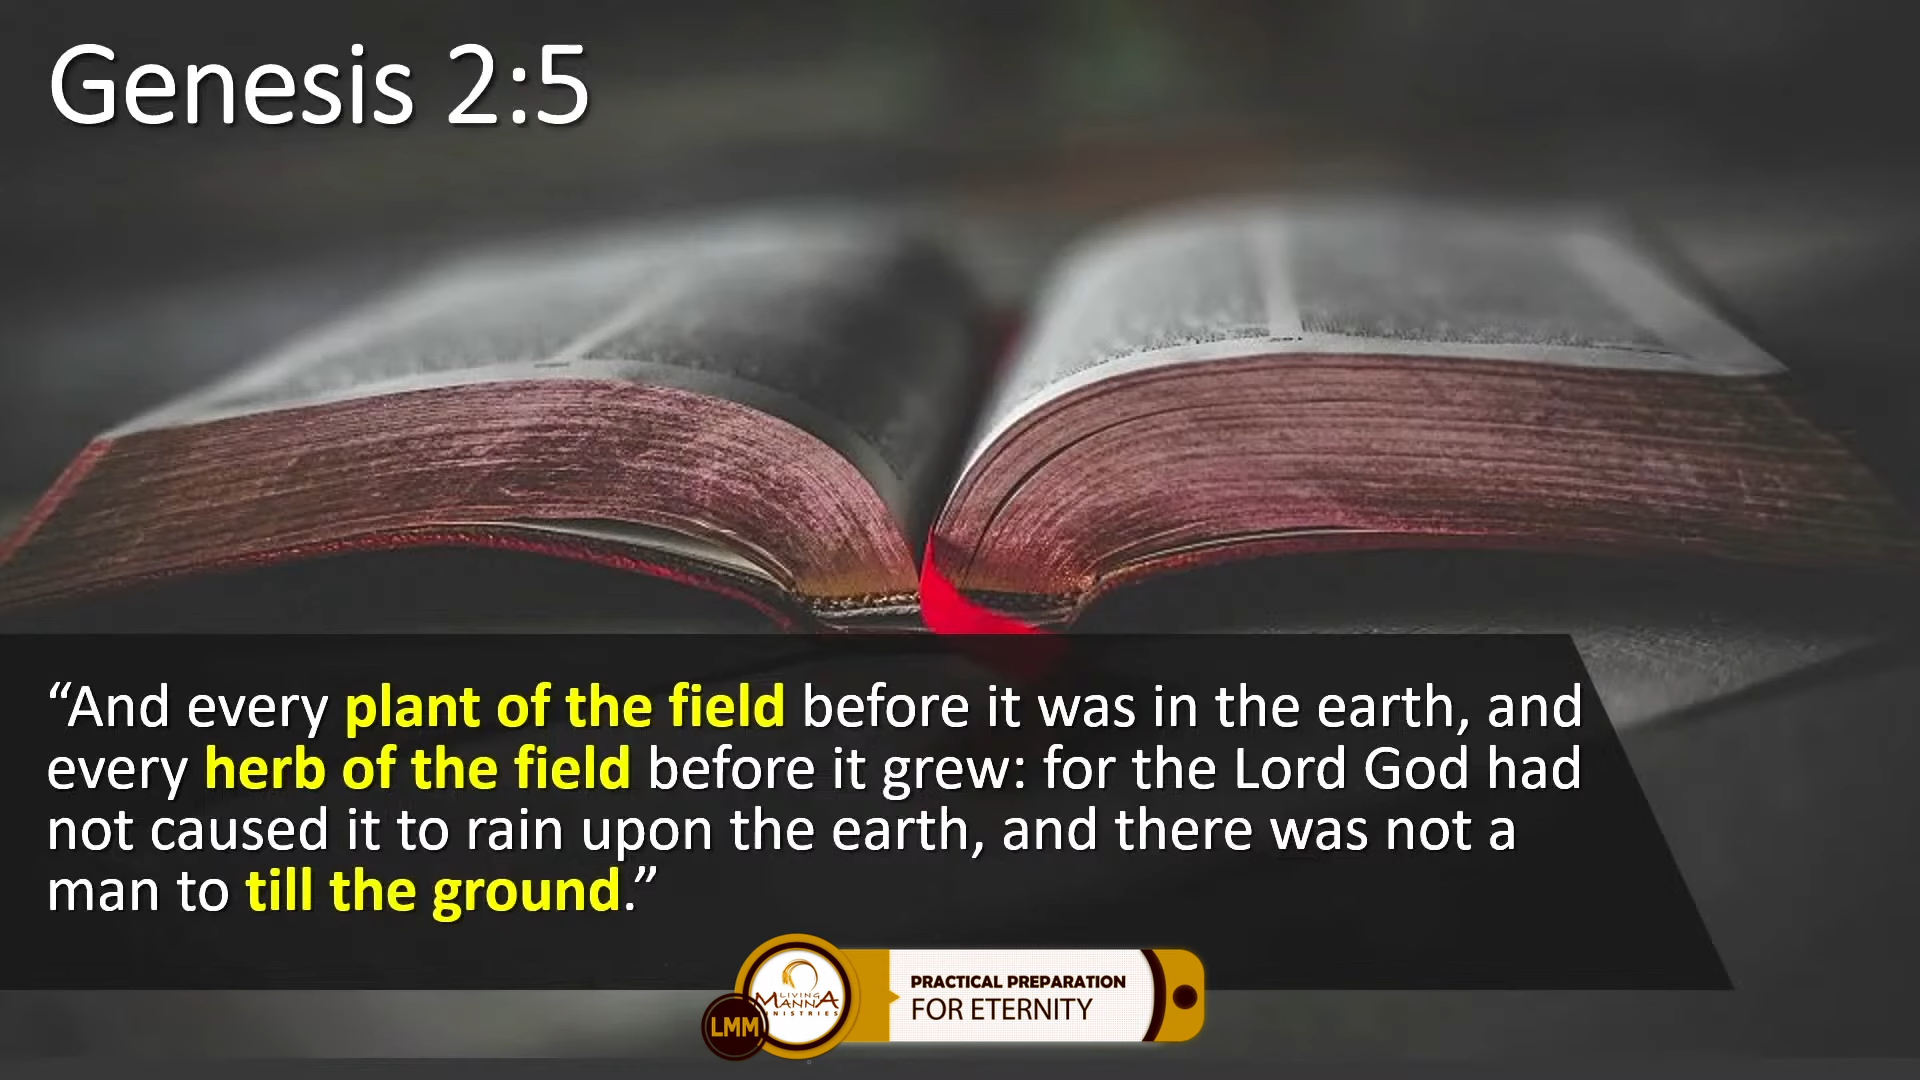 Genesis 2:5
“And every plant of the field before it was in the earth, and
every herb of the field before it grew: for the Lord God had
not caused it to rain upon the earth, and there was not a
man to till the ground.”
LIVING
MANNA
MINISTRIES
LMM
PRACTICAL PREPARATION
FOR ETERNITY